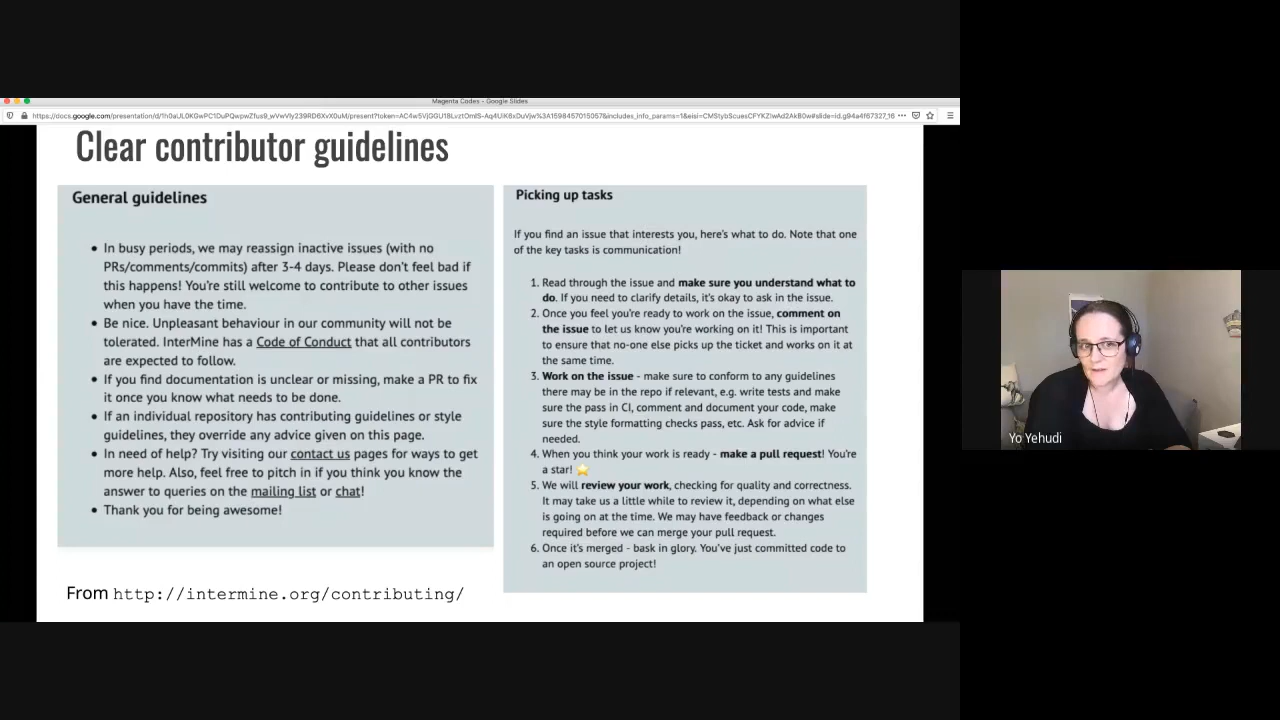 Magenta Codes - Google Slides
Clear contributor guidelines
General guidelines
• In busy periods, we may reassign inactive issues (with no
PRs/comments/commits) after 3-4 days. Please don't feel bad if
this happens! You're still welcome to contribute to other issues
when you have the time.
• Be nice. Unpleasant behaviour in our community will not be
tolerated. InterMine has a Code of Conduct that all contributors
are expected to follow.
• If you find documentation is unclear or missing, make a PR to fix
it once you know what needs to be done.
• If an individual repository has contributing guidelines or style
guidelines, they override any advice given on this page.
• In need of help? Try visiting our contact us pages for ways to get
more help. Also, feel free to pitch in if you think you know the
answer to queries on the mailing list or chat!
• Thank you for being awesome!
From http://intermine.org/contributing/
Picking up tasks
If you find an issue that interests you, here's what to do. Note that one
of the key tasks is communication!
1. Read through the issue and make sure you understand what to
do. If you need to clarify details, it's okay to ask in the issue.
2. Once you feel you're ready to work on the issue, comment on
the issue to let us know you're working on it! This is important
to ensure that no-one else picks up the ticket and works on it at
the same time.
3. Work on the issue - make sure to conform to any guidelines
there may be in the repo if relevant, e.g. write tests and make
sure the pass in CI, comment and document your code, make
sure the style formatting checks pass, etc. Ask for advice if
needed.
4. When you think your work is ready - make a pull request! You're
a star! ⭐
5. We will review your work, checking for quality and correctness.
It may take us a little while to review it, depending on what else
is going on at the time. We may have feedback or changes
required before we can merge your pull request.
6. Once it's merged - bask in glory. You've just committed code to
an open source project!
Yo Yehudi